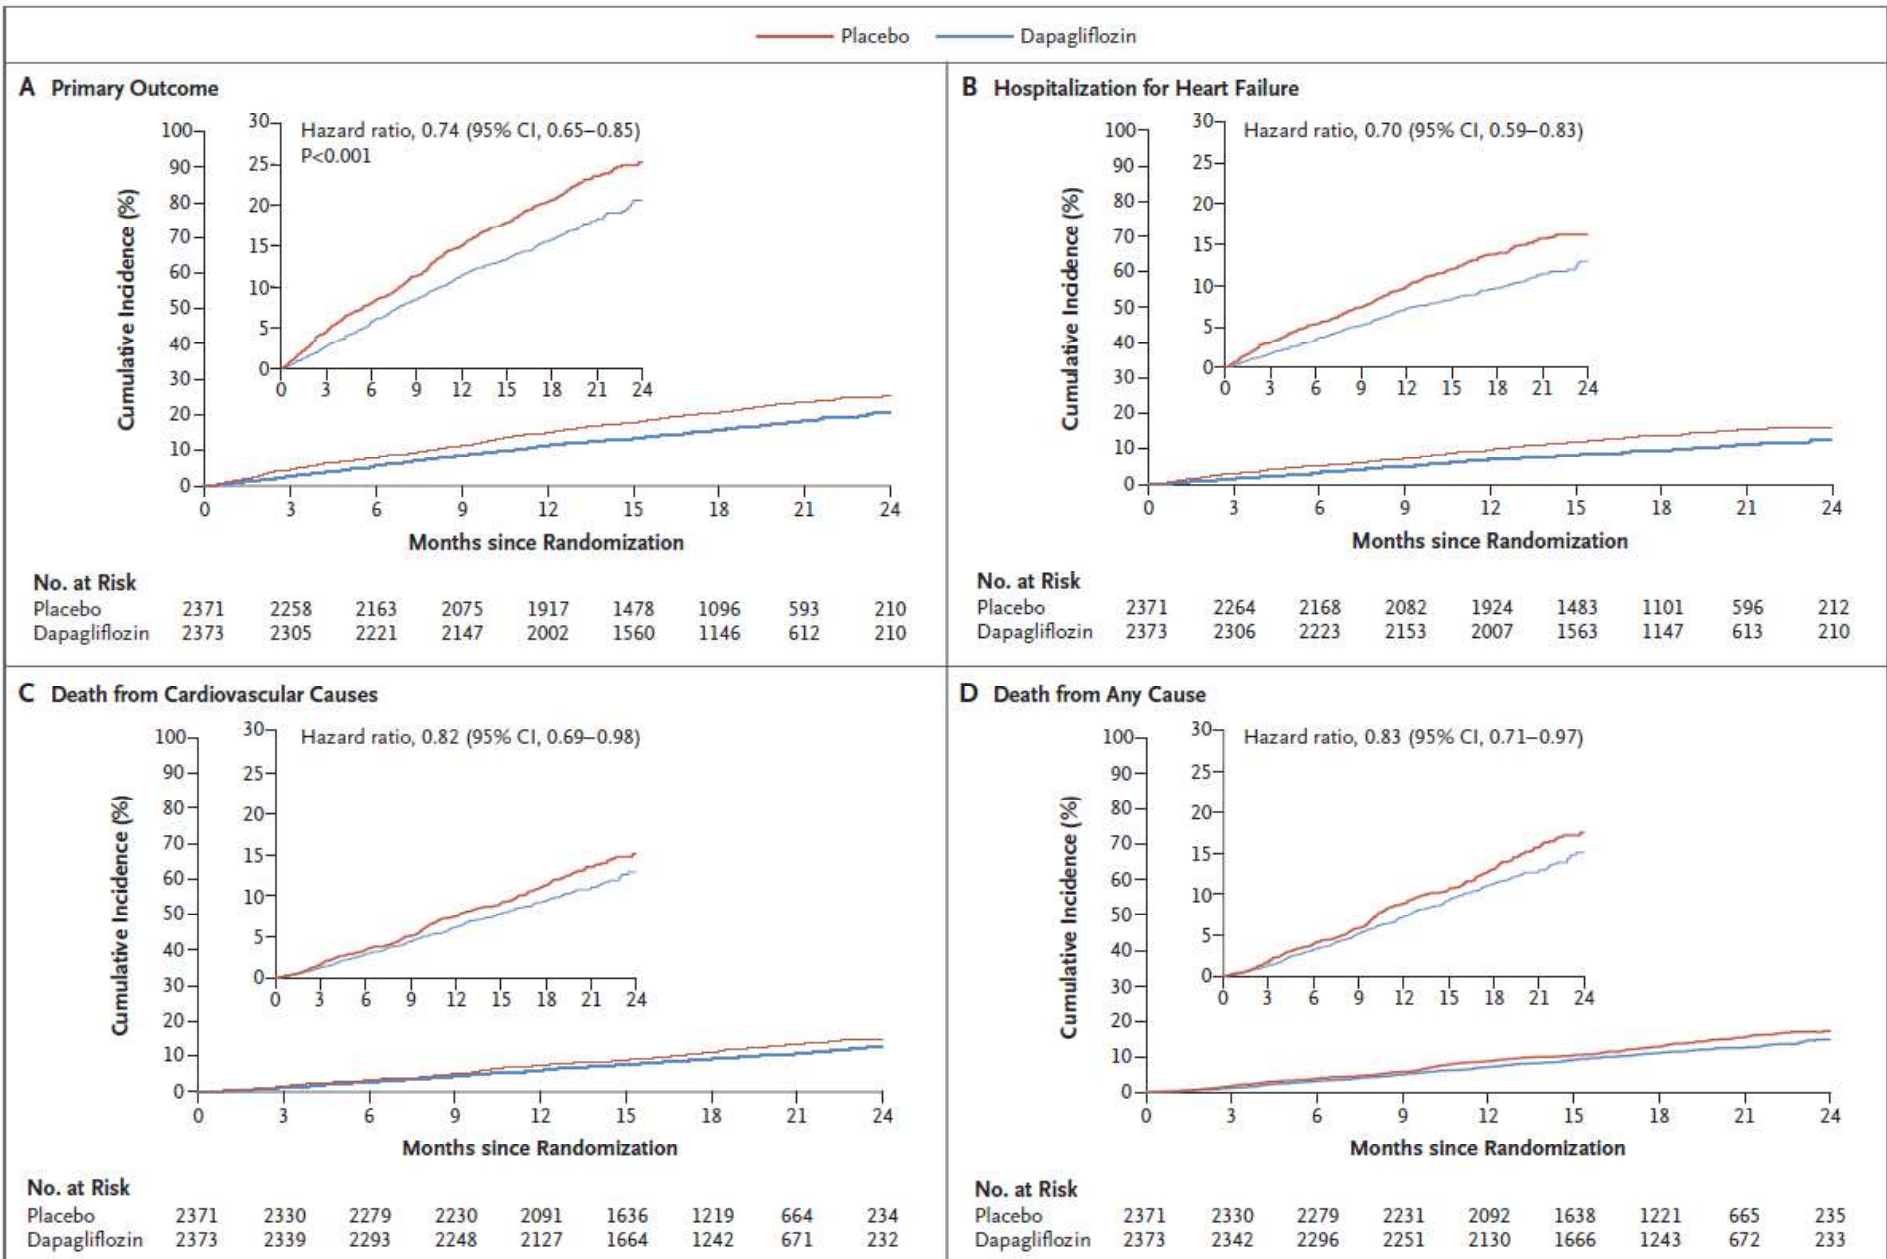 Placebo Dapagliflozin
A Primary Outcome
Hazard ratio, 0.74 (95% CI, 0.65–0.85)
P<0.001
Cumulative Incidence (%)
100
90
80
70
60
50
40
30
20
10
0
30
25
20
15
10
5
0
0 3 6 9 12 15 18 21 24
0 3 6 9 12 15 18 21 24
Months since Randomization
No. at Risk
Placebo 2371 2258 2163 2075 1917 1478 1096 593 210
Dapagliflozin 2373 2305 2221 2147 2002 1560 1146 612 210
B Hospitalization for Heart Failure
Hazard ratio, 0.70 (95% CI, 0.59–0.83)
Cumulative Incidence (%)
100
90
80
70
60
50
40
30
20
10
0
30
25
20
15
10
5
0
0 3 6 9 12 15 18 21 24
0 3 6 9 12 15 18 21 24
Months since Randomization
No. at Risk
Placebo 2371 2264 2168 2082 1924 1483 1101 596 212
Dapagliflozin 2373 2306 2223 2153 2007 1563 1147 613 210
C Death from Cardiovascular Causes
Hazard ratio, 0.82 (95% CI, 0.69–0.98)
Cumulative Incidence (%)
100
90
80
70
60
50
40
30
20
10
0
30
25
20
15
10
5
0
0 3 6 9 12 15 18 21 24
0 3 6 9 12 15 18 21 24
Months since Randomization
No. at Risk
Placebo 2371 2330 2279 2230 2091 1636 1219 664 234
Dapagliflozin 2373 2339 2293 2248 2127 1664 1242 671 232
D Death from Any Cause
Hazard ratio, 0.83 (95% CI, 0.71–0.97)
Cumulative Incidence (%)
100
90
80
70
60
50
40
30
20
10
0
30
25
20
15
10
5
0
0 3 6 9 12 15 18 21 24
0 3 6 9 12 15 18 21 24
Months since Randomization
No. at Risk
Placebo 2371 2330 2279 2231 2092 1638 1221 665 235
Dapagliflozin 2373 2342 2296 2251 2130 1666 1243 672 233